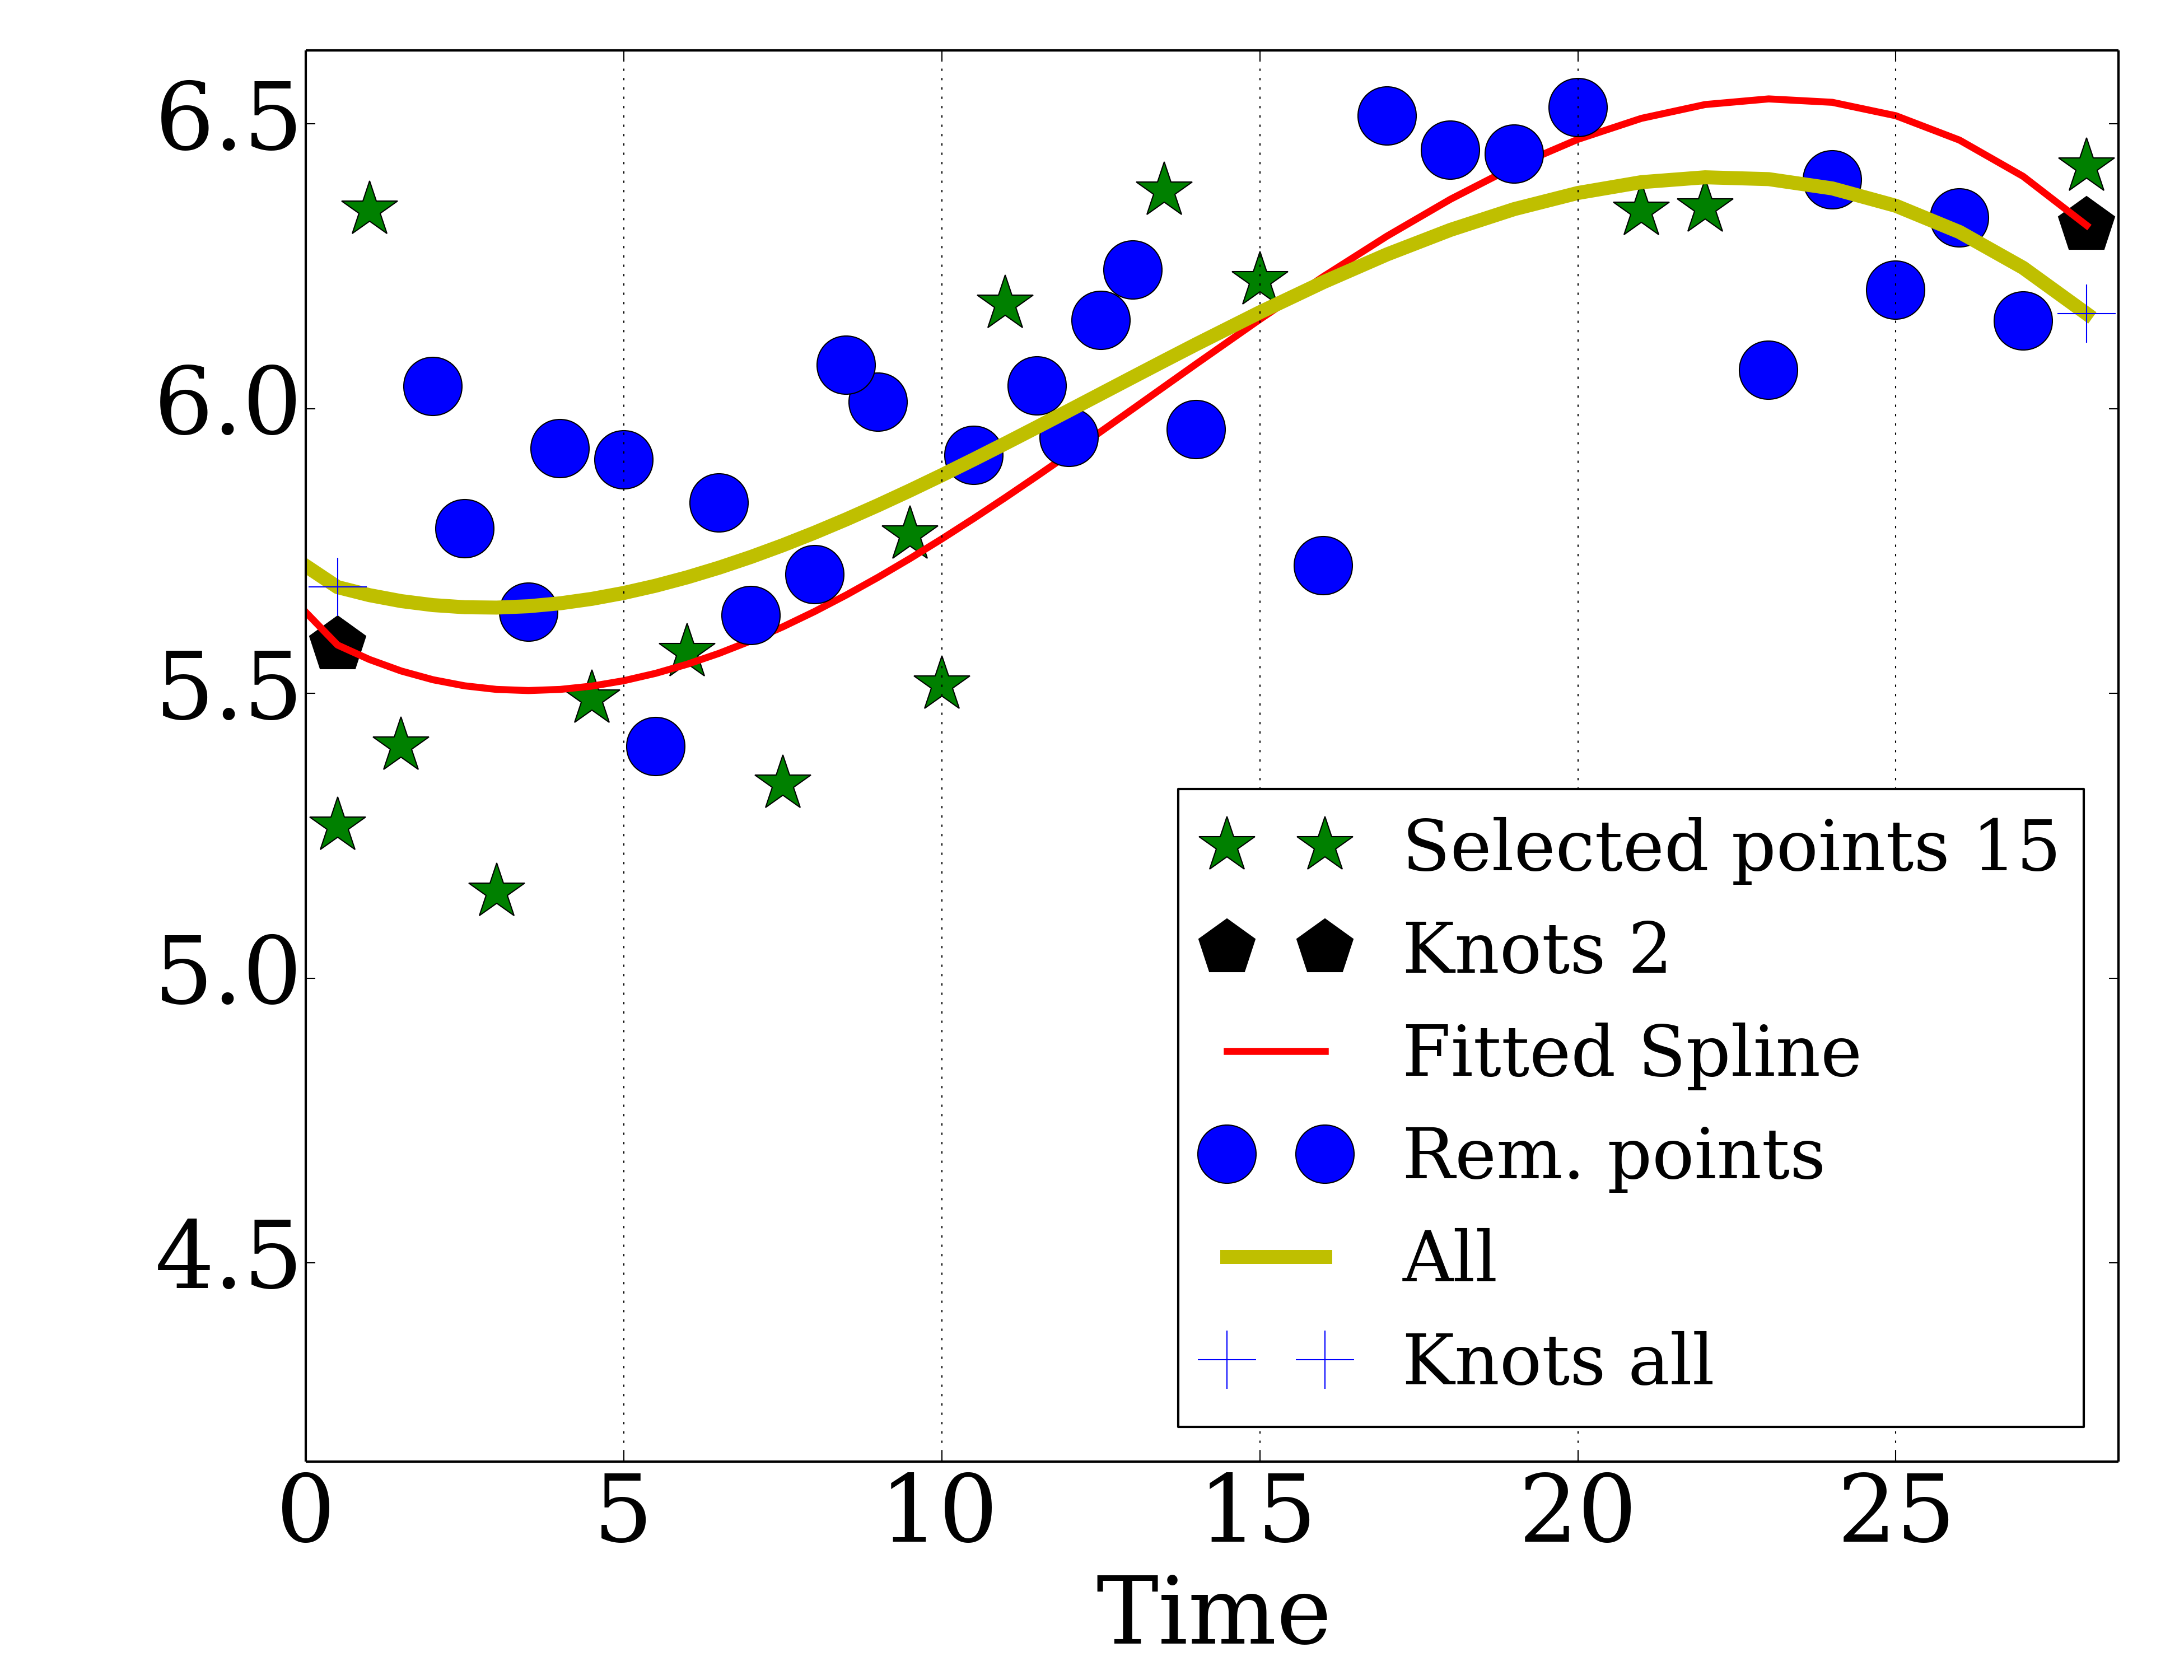 6.5
6.0
5.5
5.0
4.5
Selected points 15
Knots 2
Fitted Spline
Rem. points
All
Knots all
0 5 10 15 20 25
Time